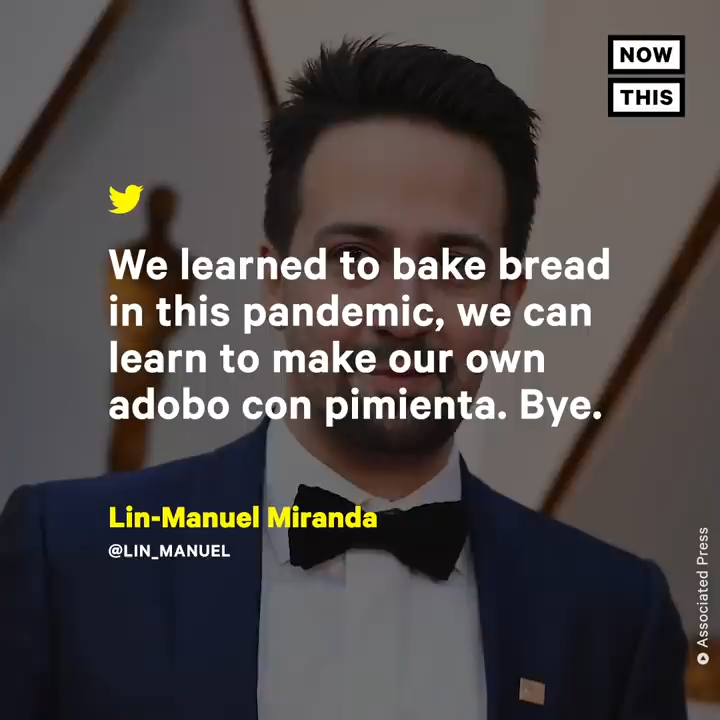 NOW
THIS
We learned to bake bread
in this pandemic, we can
learn to make our own
adobo con pimienta. Bye.
Lin-Manuel Miranda
@LIN_MANUEL
Associated Press